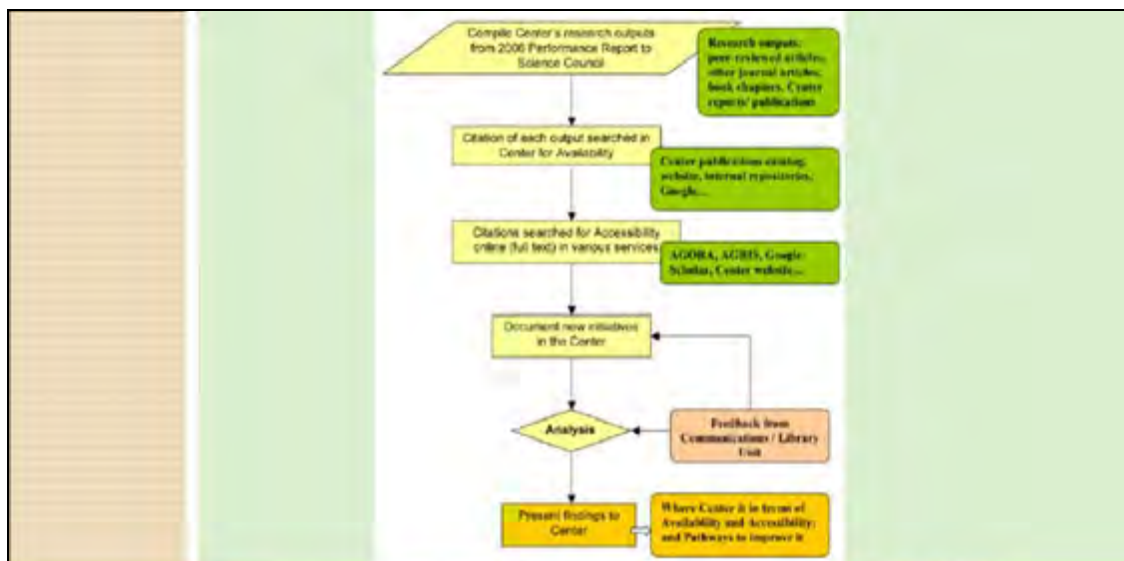 Compile Center's research outputs
from 2006 Performance Report to
Science Council
Research outputs:
peer-reviewed articles,
other journal articles,
book chapters, Center
reports/ publications
Citation of each output searched in
Center for Availability
Center publications catalog,
website, internal repositories,
Google...
Citations searched for Accessibility
online (full text) in various services
AGORA, AGRIS, Google
Scholar, Center website...
Document new initiatives
in the Center
Analysis
Feedback from
Communications / Library
Unit
Present findings to
Center
Where Center is in terms of
Availability and Accessibility;
and Pathways to improve it